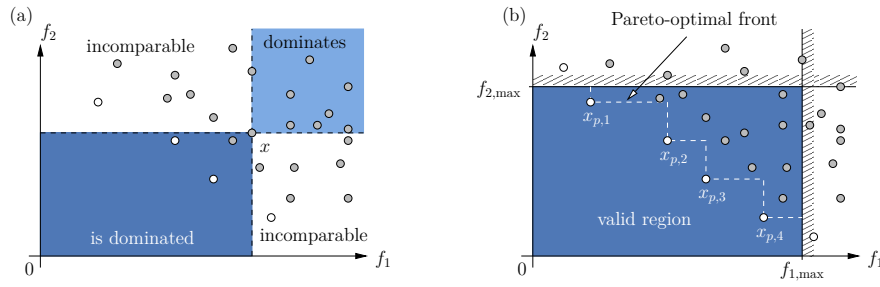 (a)
f2
incomparable
dominates
x
is dominated
incomparable
0
f1
(b)
Pareto-optimal front
f2
f2,max
xp,1
xp,2
xp,3
valid region
xp,4
0
f1,max
f1